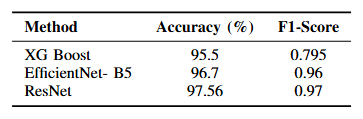 Method Accuracy (%) F1-Score
XG Boost 95.5 0.795
EfficientNet- B5 96.7 0.96
ResNet 97.56 0.97